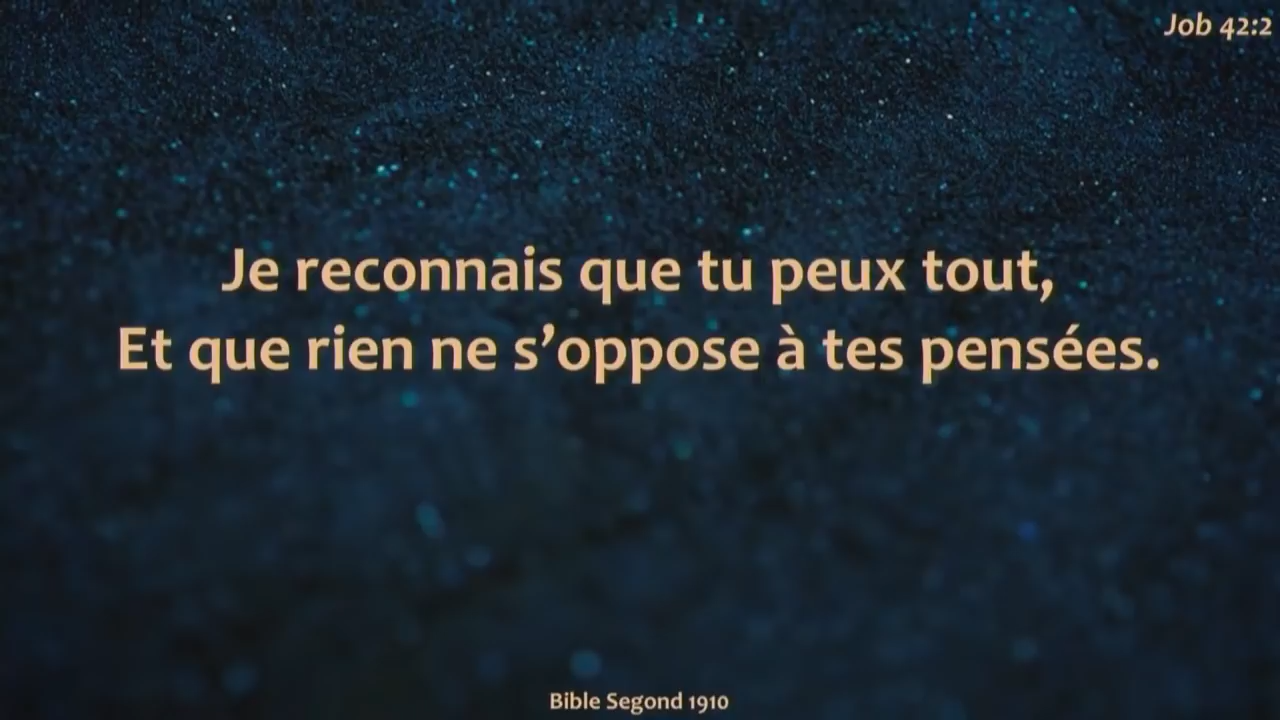 Job 42:2
Je reconnais que tu peux tout,
Et que rien ne s’oppose à tes pensées.
Bible Segond 1910